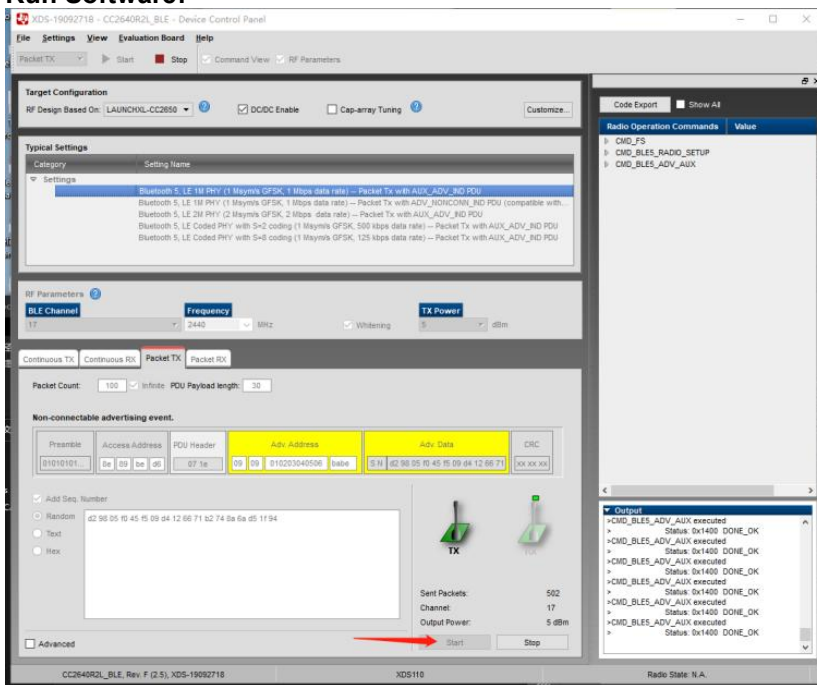 Run Software:
XDS-19092718 - CC2640R2L_BLE - Device Control Panel
File Settings View Evaluation Board Help
Packet TX Start Stop Command View RF Parameters
Target Configuration
RF Design Based On: LAUNCHXL-CC2650 DC/DC Enable Cap-array Tuning Customize...
Typical Settings
Category Setting Name
Settings
Bluetooth 5, LE 1M PHY (1 Msym/s GFSK, 1 Mbps data rate) -- Packet Tx with AUX_ADV_IND PDU
Bluetooth 5, LE 1M PHY (1 Msym/s GFSK, 1 Mbps data rate) -- Packet Tx with ADV_NONCONN_IND PDU (compatible with...
Bluetooth 5, LE 2M PHY (2 Msym/s GFSK, 2 Mbps data rate) -- Packet Tx with AUX_ADV_IND PDU
Bluetooth 5, LE Coded PHY with S=2 coding (1 Msym/s GFSK, 500 kbps data rate) -- Packet Tx with AUX_ADV_IND PDU
Bluetooth 5, LE Coded PHY with S=8 coding (1 Msym/s GFSK, 125 kbps data rate) -- Packet Tx with AUX_ADV_IND PDU
RF Parameters
BLE Channel Frequency TX Power
17 2440 MHz Whitening 5 dBm
Continuous TX Continuous RX Packet TX Packet RX
Packet Count: 100 Infinite PDU Payload length: 30
Non-connectable advertising event.
Preamble Access Address PDU Header Adv. Address Adv. Data CRC
01010101... 8e 89 be d6 07 1e 09 09 010203040506 babe S N d2 98 05 f0 45 f5 09 d4 12 66 71 xx xx xx
Add Seq. Number
Random d2 98 05 f0 45 f5 09 d4 12 66 71 b2 74 8a 6a d5 1f 94
Text
Hex
TX RX
Sent Packets: 502
Channel: 17
Output Power: 5 dBm
Advanced Start Stop
CC2640R2L_BLE, Rev. F (2.5), XDS-19092718 XDS110 Radio State: N.A.
Code Export Show All
Radio Operation Commands Value
CMD_FS
CMD_BLE5_RADIO_SETUP
CMD_BLE5_ADV_AUX
Output
>CMD_BLE5_ADV_AUX executed
> Status: 0x1400 DONE_OK
>CMD_BLE5_ADV_AUX executed
> Status: 0x1400 DONE_OK
>CMD_BLE5_ADV_AUX executed
> Status: 0x1400 DONE_OK
>CMD_BLE5_ADV_AUX executed
> Status: 0x1400 DONE_OK
>CMD_BLE5_ADV_AUX executed
> Status: 0x1400 DONE_OK
>CMD_BLE5_ADV_AUX executed
> Status: 0x1400 DONE_OK